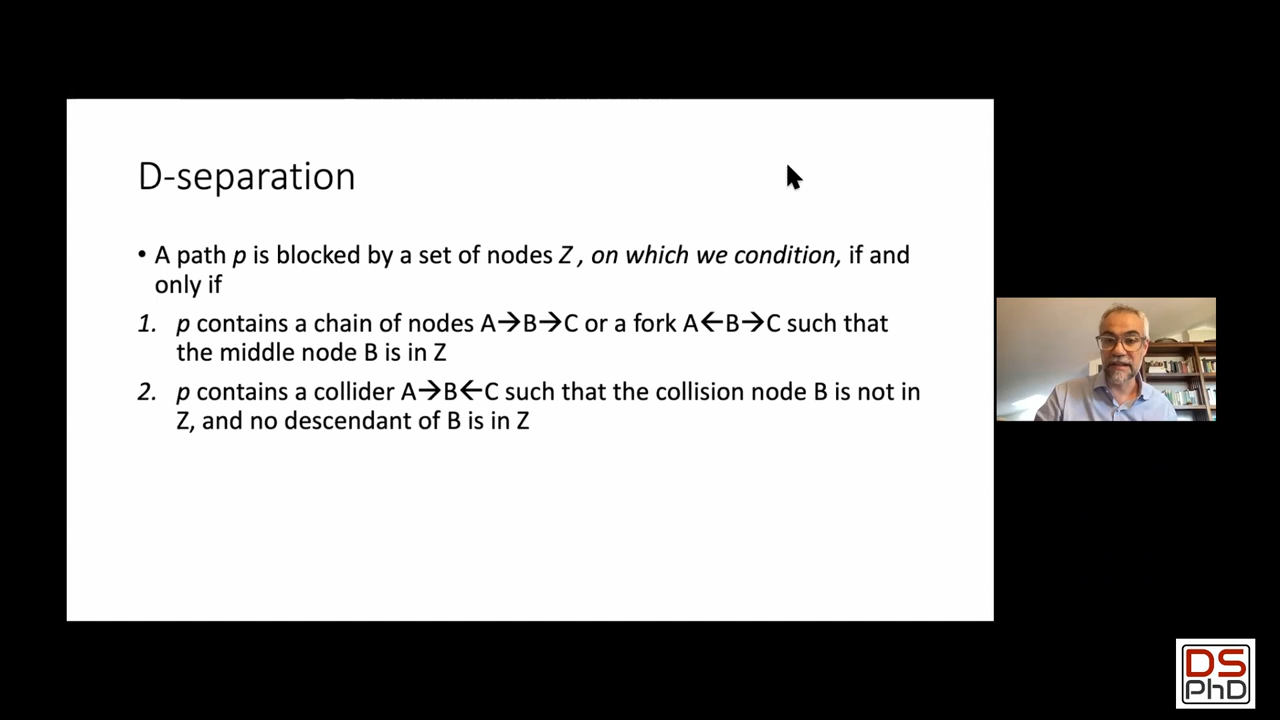 D-separation
• A path p is blocked by a set of nodes Z , on which we condition, if and
only if
1. p contains a chain of nodes A→B→C or a fork A←B→C such that
the middle node B is in Z
2. p contains a collider A→B←C such that the collision node B is not in
Z, and no descendant of B is in Z
DS
PhD